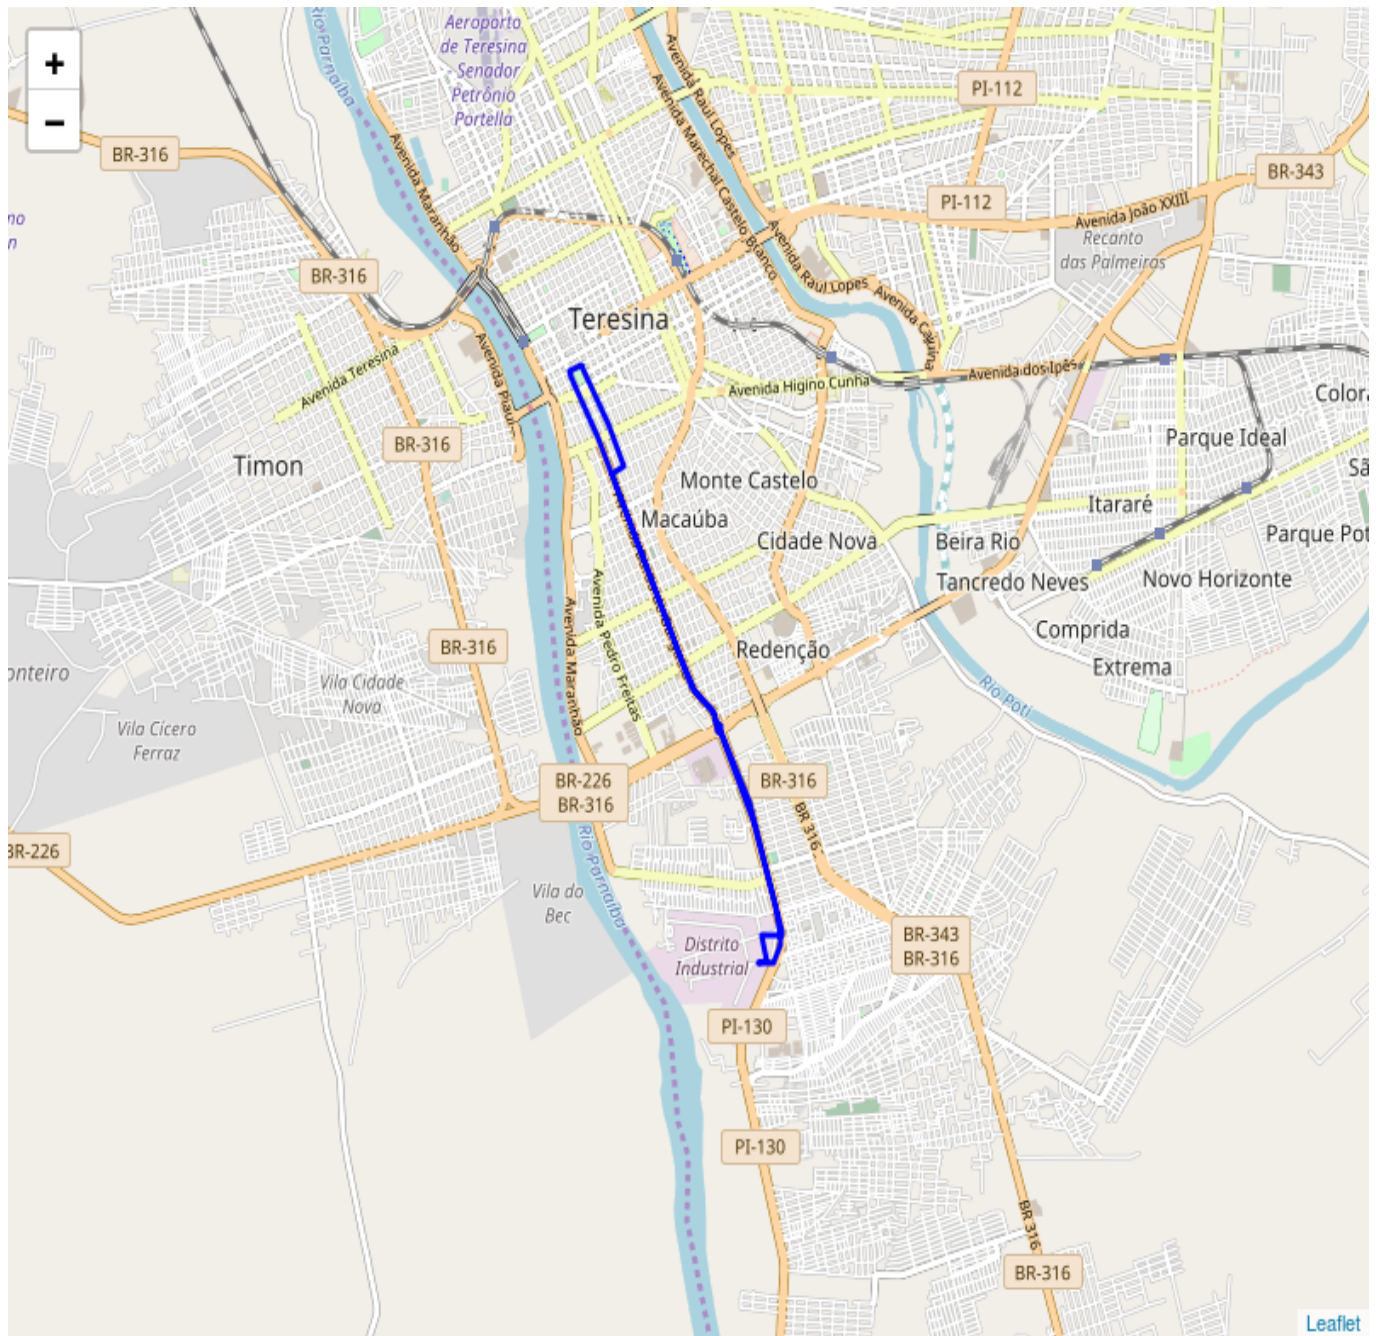 +
−
Rio Parnaíba
Aeroporto
de Teresina
- Senador
Petrônio
Portella
Avenida Raul Lopes
Avenida Marechal Castelo Branco
PI-112
BR-316
Avenida Maranhão
BR-343
PI-112
Avenida João XXIII
Recanto
das Palmeiras
no
n
BR-316
Avenida Raul Lopes
Avenida Cajuína
Teresina
Avenida Teresina
Avenida Piauí
Avenida dos Ipês
Avenida Higino Cunha
Colora
BR-316
Parque Ideal
Timon
Monte Castelo
Sã
Itararé
Macaúba
Cidade Nova
Beira Rio
Parque Pot
Tancredo Neves
Novo Horizonte
Avenida Pedro Freitas
Avenida Maranhão
BR-316
Comprida
Redenção
Extrema
onteiro
Vila Cidade
Nova
Rio Poti
Vila Cícero
Ferraz
BR-226
BR-316
BR-316
BR 316
BR-226
Rio Parnaíba
Vila do
Bec
Distrito
Industrial
BR-343
BR-316
PI-130
PI-130
BR 316
BR-316
Leaflet